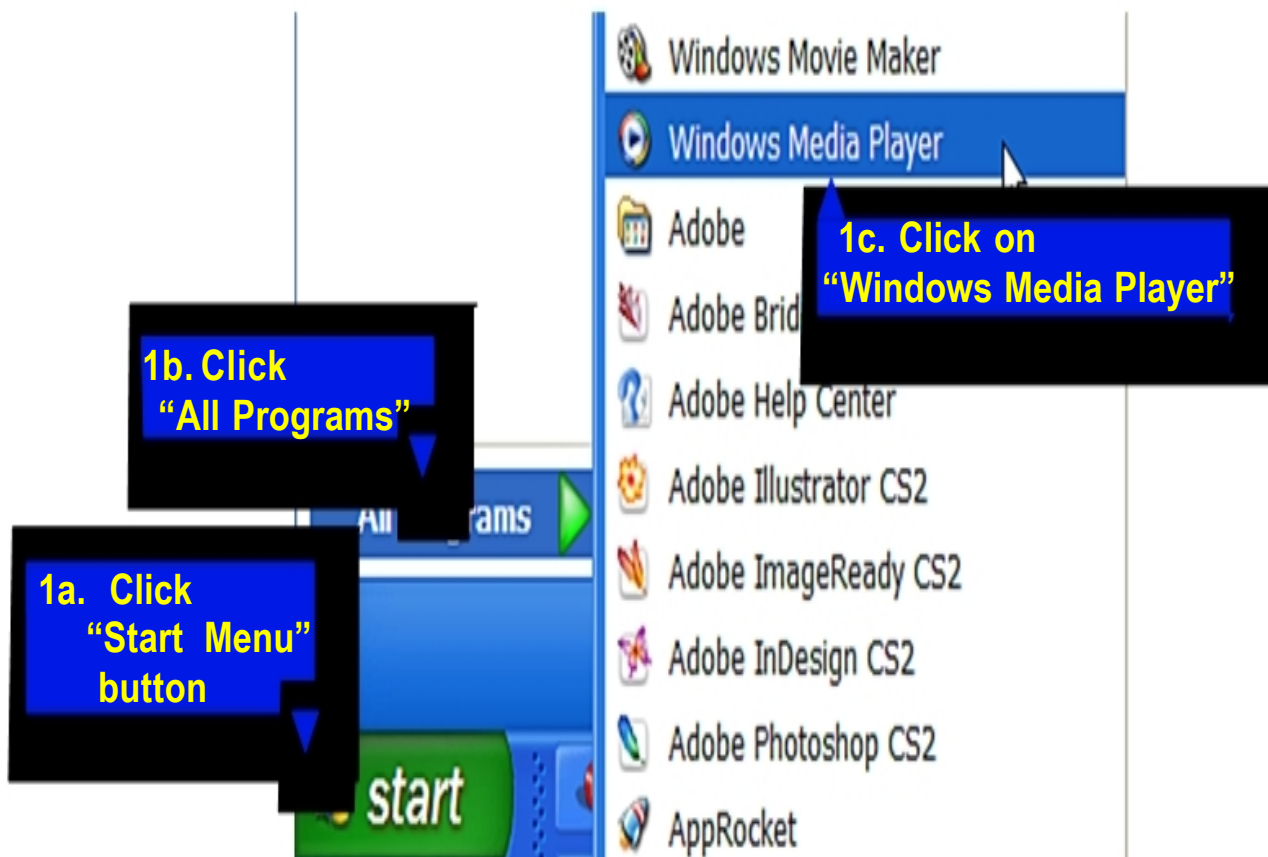 Windows Movie Maker
Windows Media Player
Adobe
1c. Click on
“Windows Media Player”
Adobe Brid
1b. Click
“All Programs”
Adobe Help Center
Adobe Illustrator CS2
All rams
1a. Click
“Start Menu”
button
Adobe ImageReady CS2
Adobe InDesign CS2
Adobe Photoshop CS2
start
AppRocket